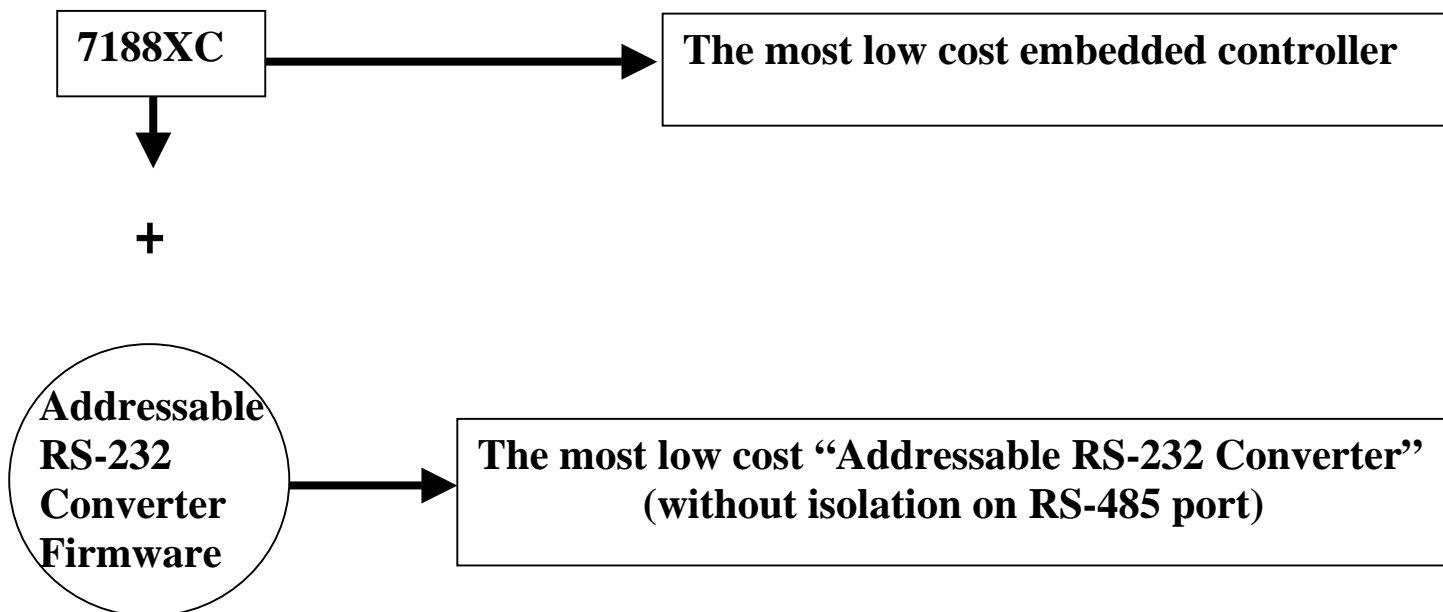 7188XC
The most low cost embedded controller
+
Addressable
RS-232
Converter
Firmware
The most low cost “Addressable RS-232 Converter”
(without isolation on RS-485 port)